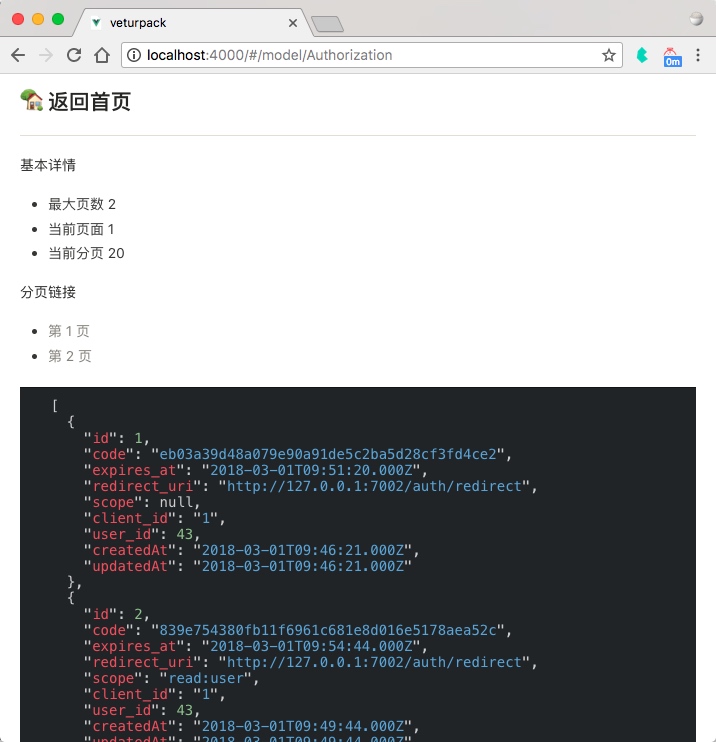 veturpack
localhost:4000/#/model/Authorization
0m
返回首页
基本详情
最大页数 2
当前页面 1
当前分页 20
分页链接
第 1 页
第 2 页
[
{
"id": 1,
"code": "eb03a39d48a079e90a91de5c2ba5d28cf3fd4ce2",
"expires_at": "2018-03-01T09:51:20.000Z",
"redirect_uri": "http://127.0.0.1:7002/auth/redirect",
"scope": null,
"client_id": "1",
"user_id": 43,
"createdAt": "2018-03-01T09:46:21.000Z",
"updatedAt": "2018-03-01T09:46:21.000Z"
},
{
"id": 2,
"code": "839e754380fb11f6961c681e8d016e5178aea52c",
"expires_at": "2018-03-01T09:54:44.000Z",
"redirect_uri": "http://127.0.0.1:7002/auth/redirect",
"scope": "read:user",
"client_id": "1",
"user_id": 43,
"createdAt": "2018-03-01T09:49:44.000Z",
"updatedAt": "2018-03-01T09:49:44.000Z"